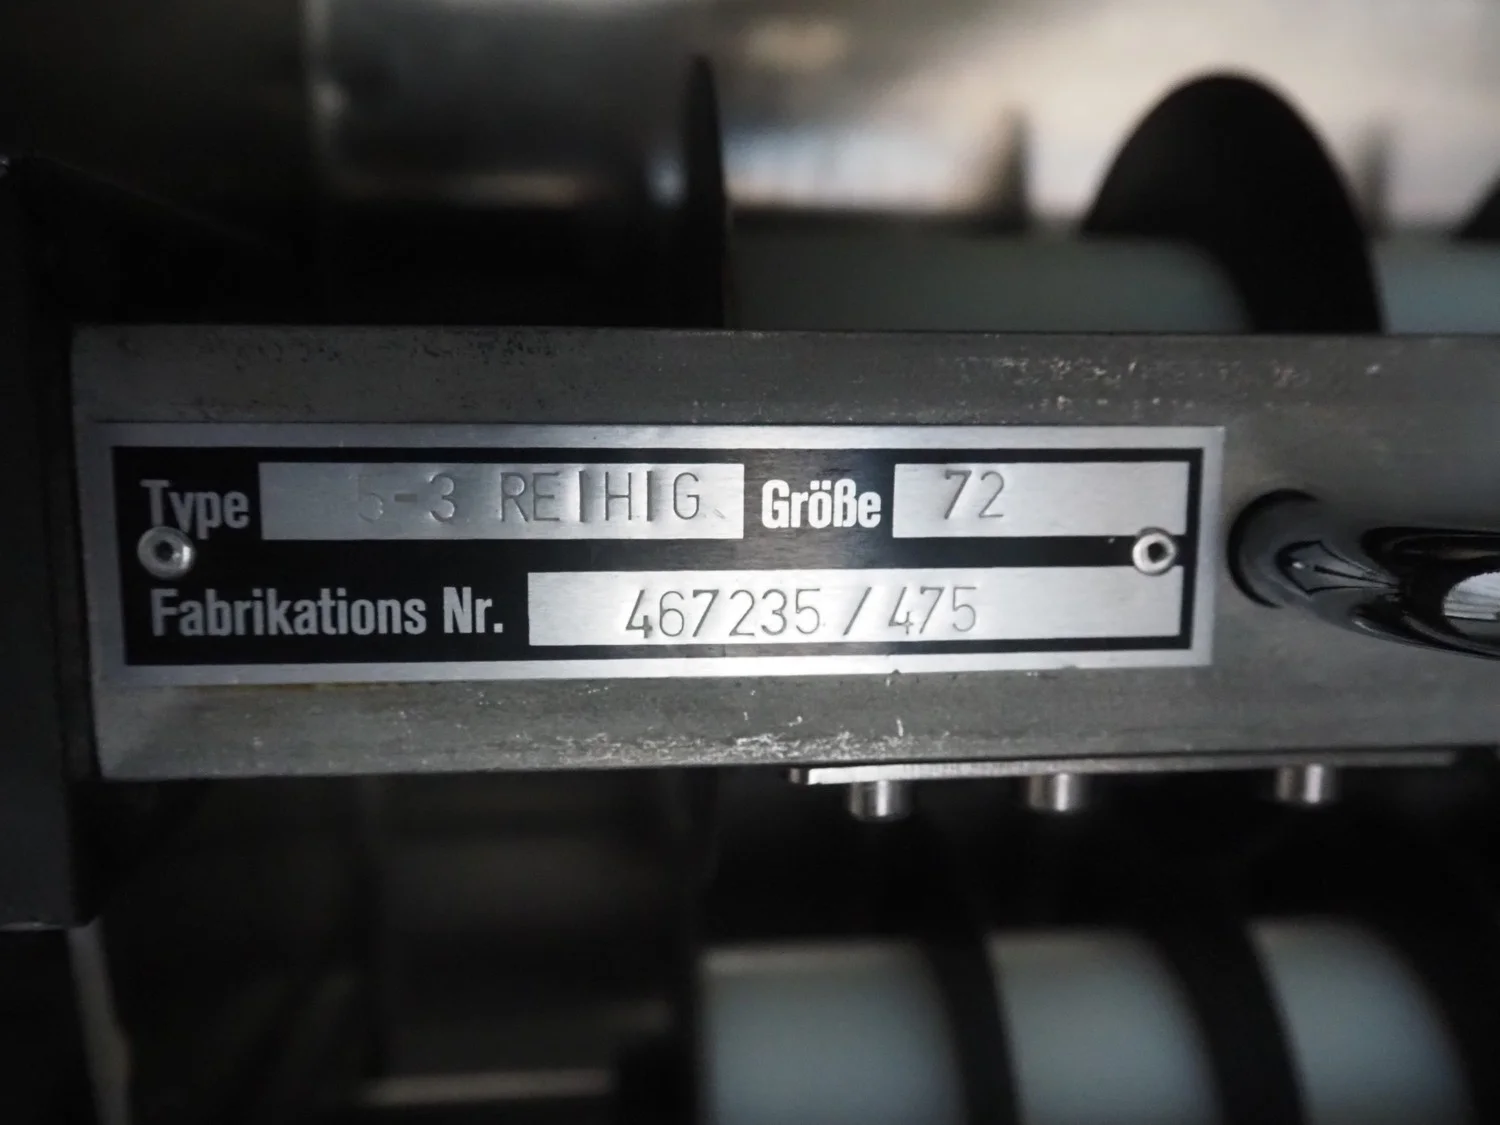 Type 5-3 REIHIG Größe 72
Fabrikations Nr. 467235/475